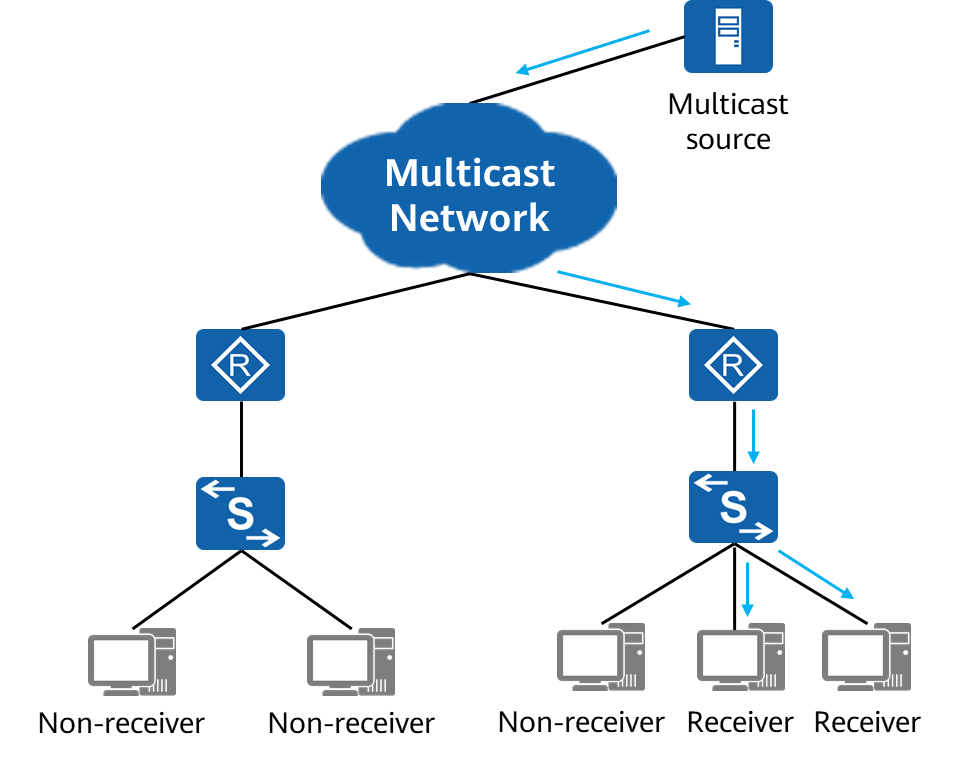 Multicast
source
Multicast
Network
R
R
S
S
Non-receiver
Non-receiver
Non-receiver
Receiver
Receiver